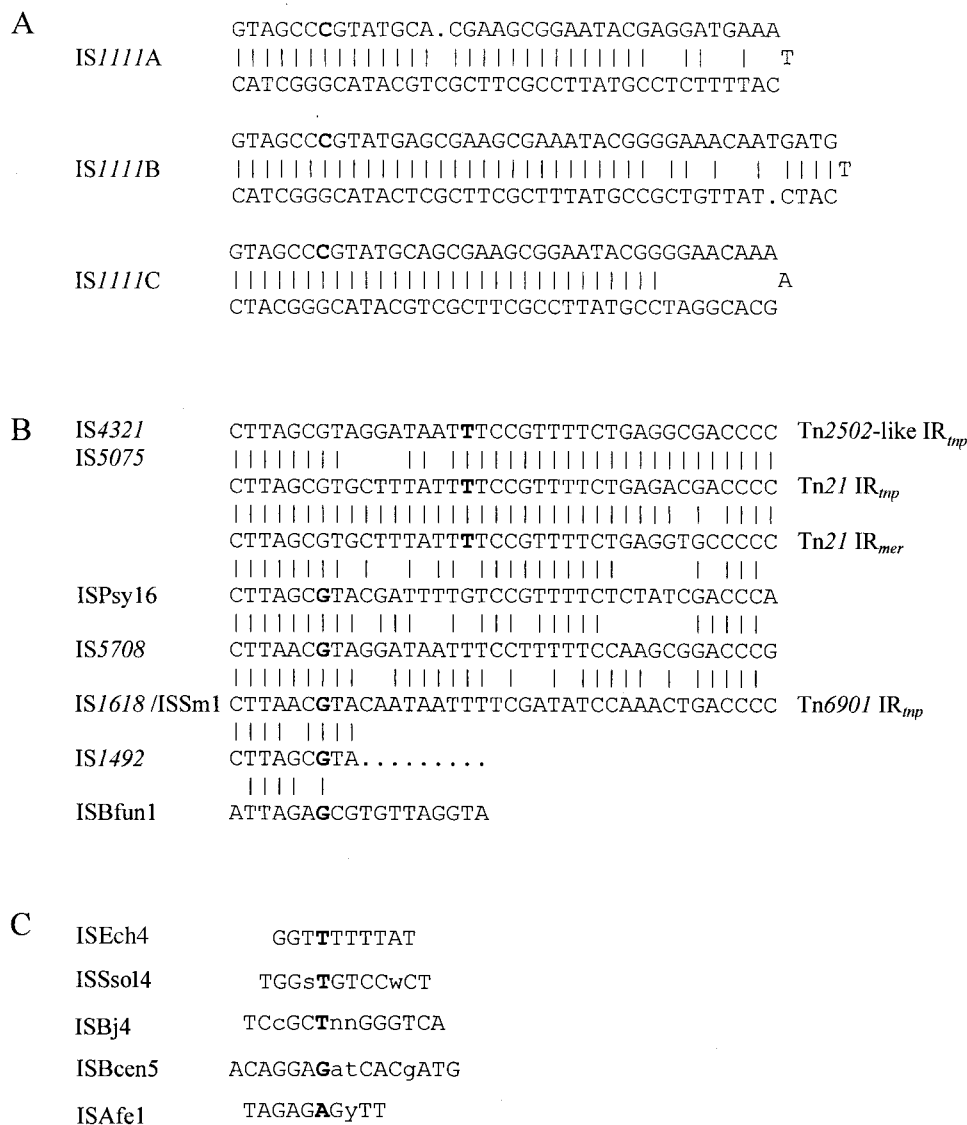 A
GTAGCCCGTATGCA.CGAAGCGGAATACGAGGATGAAA
IS1111A | | | | | | | | | | | | | | | | | | | | | | | | | | | | | | T
CATCGGGCATACGTCGCTTCGCCTTATGCCTCTTTTAC
GTAGCCCGTATGAGCGAAGCGAAATACGGGGAAACAATGATG
IS1111B | | | | | | | | | | | | | | | | | | | | | | | | | | | | | | | | | | | | T
CATCGGGCATACTCGCTTCGCTTTATGCCGCTGTTAT.CTAC
GTAGCCCGTATGCAGCGAAGCGGAATACGGGGAACAAA
IS1111C | | | | | | | | | | | | | | | | | | | | | | | | | | | | | A
CTACGGGCATACGTCGCTTCGCCTTATGCCTAGGCACG
B IS4321 CTTAGCGTAGGATAATTTCCGTTTTCTGAGGCGACCCC Tn2502-like IRtnp
IS5075
CTTAGCGTGCTTTATTTTCCGTTTTCTGAGACGACCCC Tn21 IRtnp
CTTAGCGTGCTTTATTTTCCGTTTTCTGAGGTGCCCCC Tn21 IRmer
ISPsy16 CTTAGCGTACGATTTTGTCCGTTTTCTCTATCGACCCA
IS5708 CTTAACGTAGGATAATTTCCTTTTTCCAAGCGGACCCG
IS1618 /ISSm1 CTTAACGTACAATAATTTTCGATATCCAAACTGACCCC Tn6901 IRtnp
IS1492 CTTAGCGTA.........
ISBfun1 ATTAGAGCGTGTTAGGTA
C ISEch4 GGTTTTTTAT
ISSsol4 TGGsTGTCCwCT
ISBj4 TCcGCTnnGGGTCA
ISBcen5 ACAGGAGatCACgATG
ISAfe1 TAGAGAGyTT